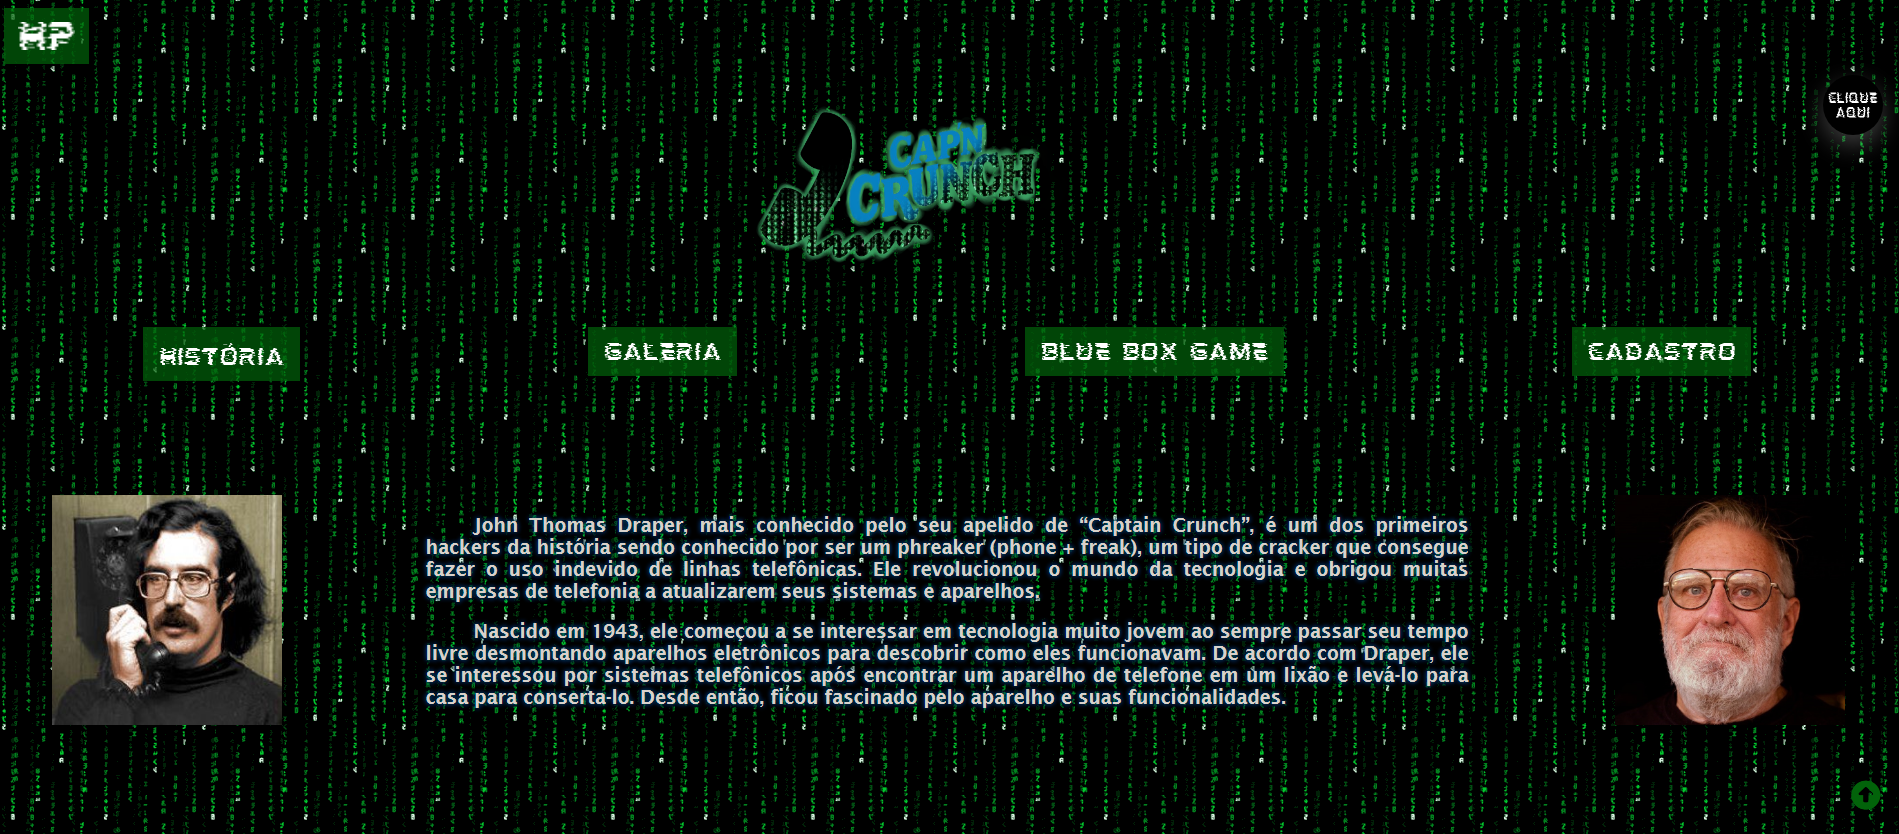 HP
CLIQUE
AQUI
CAP'N
CRUNCH
HISTÓRIA
GALERIA
BLUE BOX GAME
CADASTRO
John Thomas Draper, mais conhecido pelo seu apelido de “Captain Crunch”, é um dos primeiros
hackers da história sendo conhecido por ser um phreaker (phone + freak), um tipo de cracker que consegue
fazer o uso indevido de linhas telefônicas. Ele revolucionou o mundo da tecnologia e obrigou muitas
empresas de telefonia a atualizarem seus sistemas e aparelhos.
Nascido em 1943, ele começou a se interessar em tecnologia muito jovem ao sempre passar seu tempo
livre desmontando aparelhos eletrônicos para descobrir como eles funcionavam. De acordo com Draper, ele
se interessou por sistemas telefônicos após encontrar um aparelho de telefone em um lixão e levá-lo para
casa para conserta-lo. Desde então, ficou fascinado pelo aparelho e suas funcionalidades.